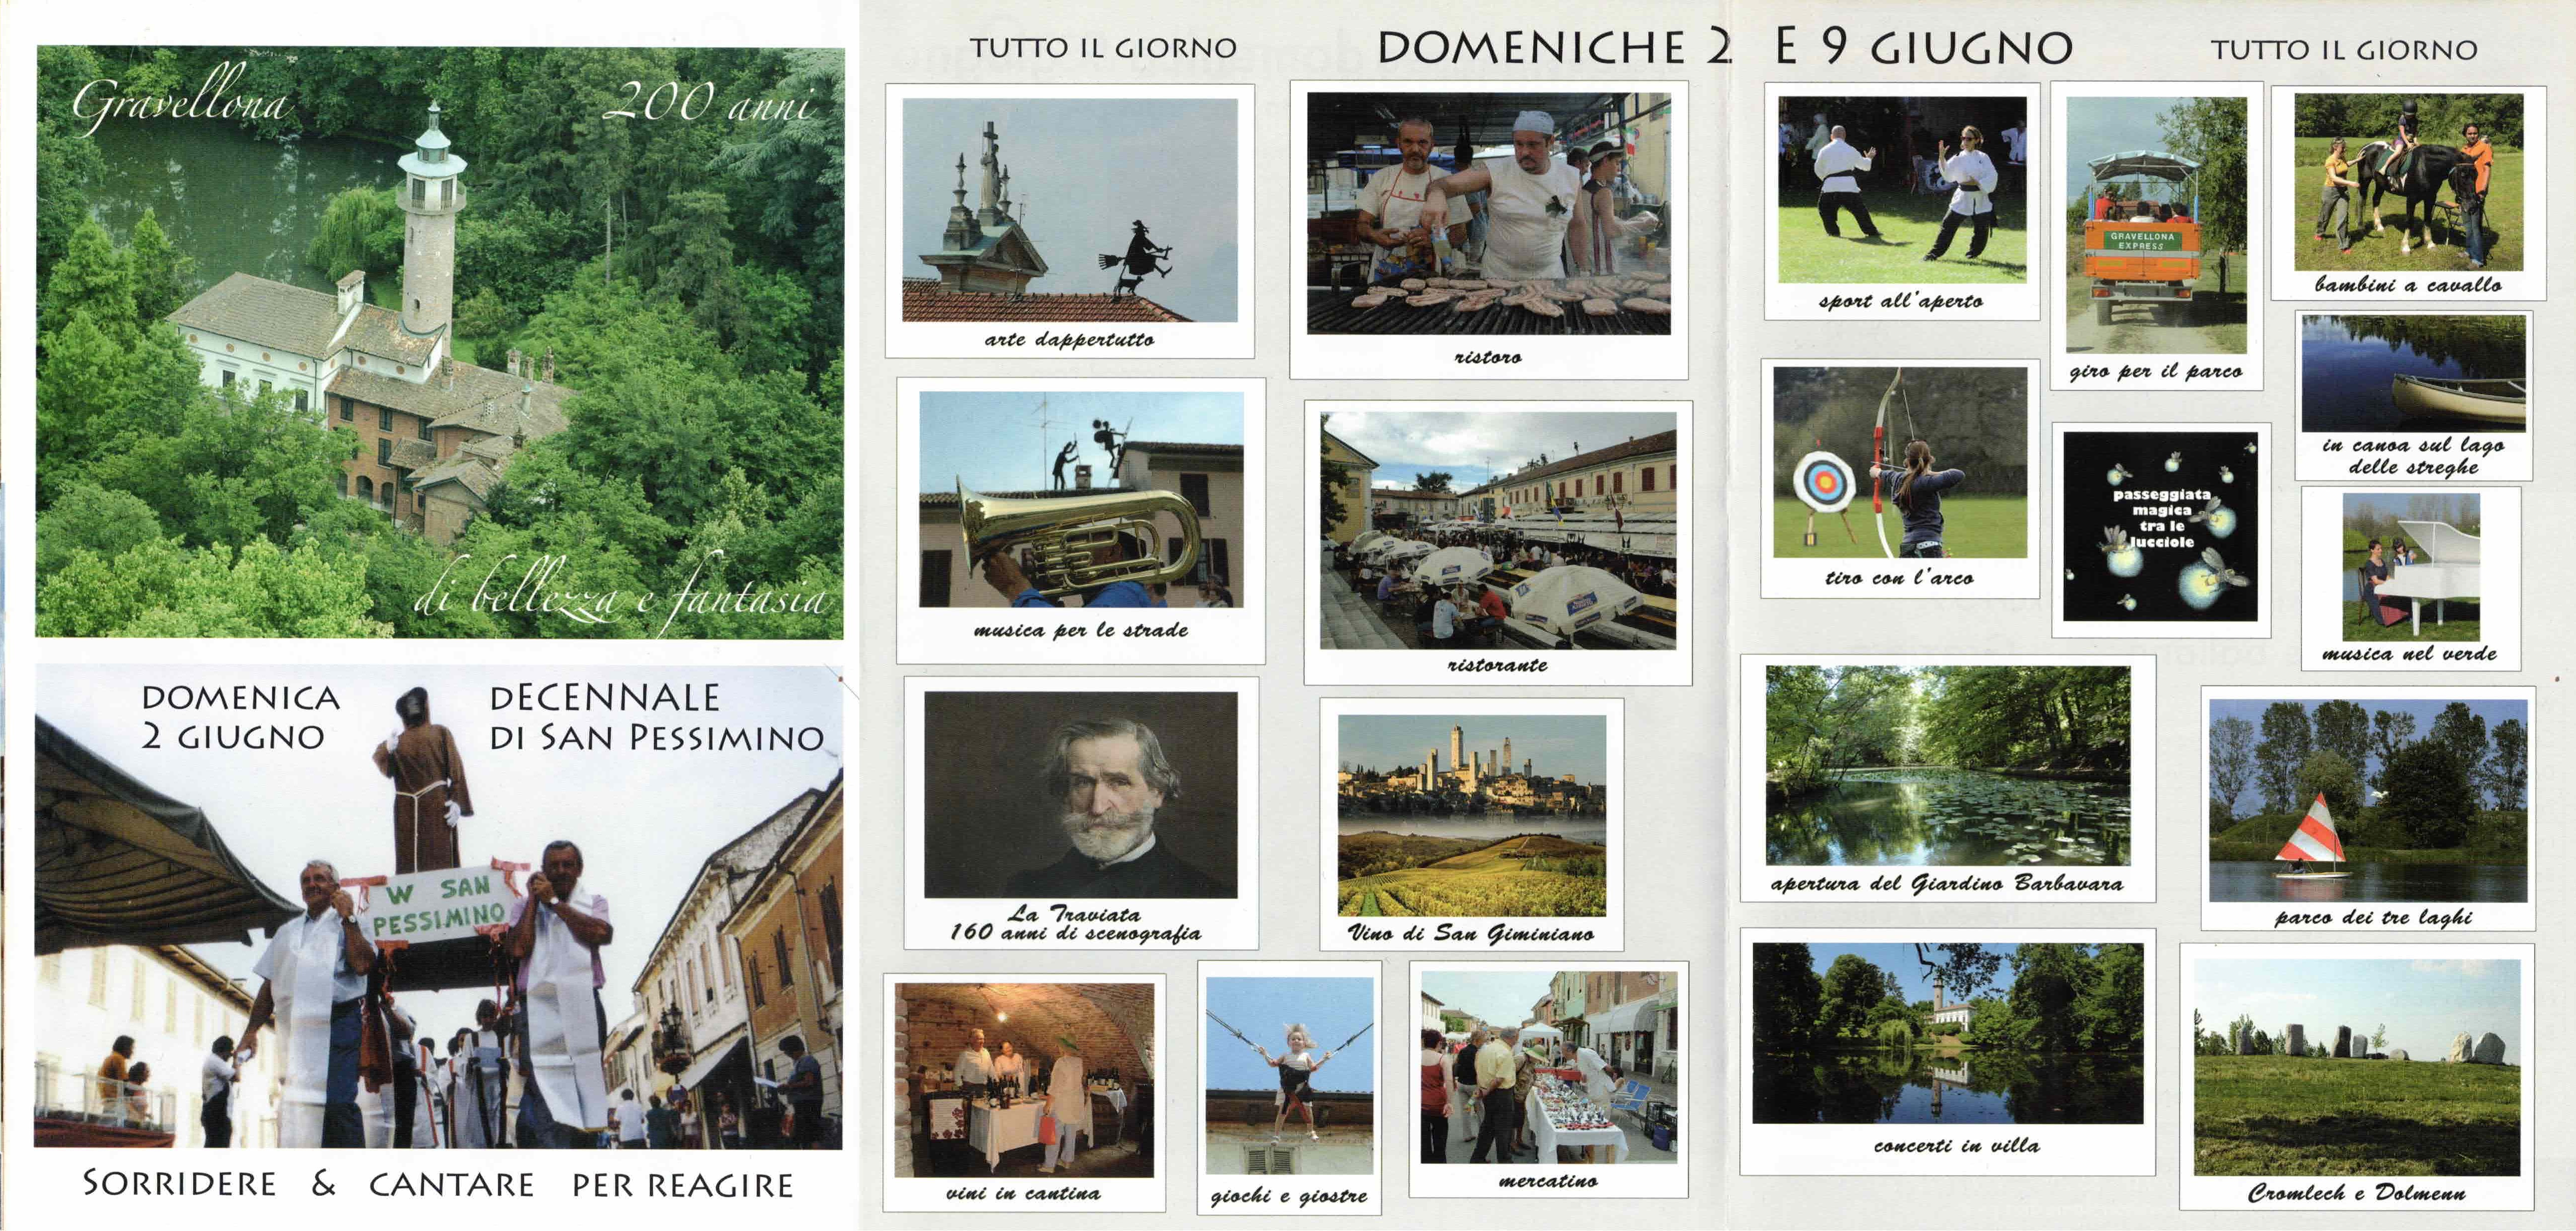 Gravellona 200 anni
di bellezza e fantasia
DOMENICA
2 GIUGNO
DECENNALE
DI SAN PESSIMINO
W SAN
PESSIMINO
SORRIDERE & CANTARE PER REAGIRE
TUTTO IL GIORNO
DOMENICHE 2 E 9 GIUGNO
TUTTO IL GIORNO
arte dappertutto
ristoro
musica per le strade
ristorante
La Traviata
160 anni di scenografia
Vino di San Giminiano
vini in cantina
giochi e giostre
mercatino
sport all'aperto
GRAVELLONA
EXPRESS
giro per il parco
bambini a cavallo
tiro con l'arco
passeggiata
magica
tra le
lucciole
in canoa sul lago
delle streghe
musica nel verde
apertura del Giardino Barbavara
parco dei tre laghi
concerti in villa
Cromlech e Dolmenn